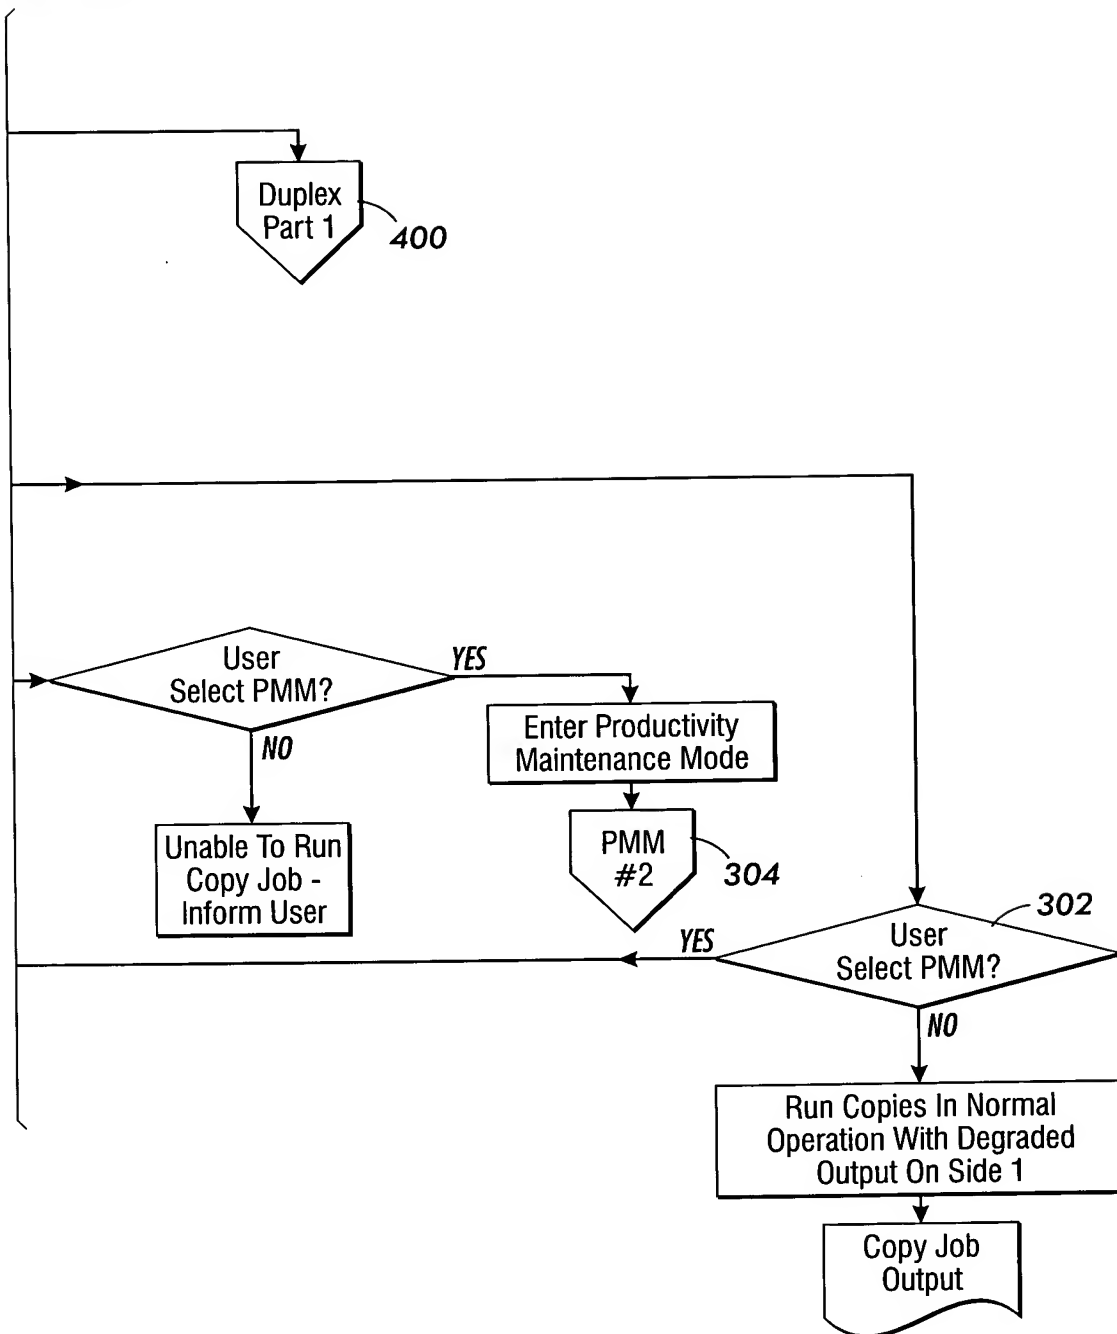 Duplex
Part 1
400
User
Select PMM?
YES
NO
Enter Productivity
Maintenance Mode
Unable To Run
Copy Job -
Inform User
PMM
#2
304
302
User
Select PMM?
YES
NO
Run Copies In Normal
Operation With Degraded
Output On Side 1
Copy Job
Output